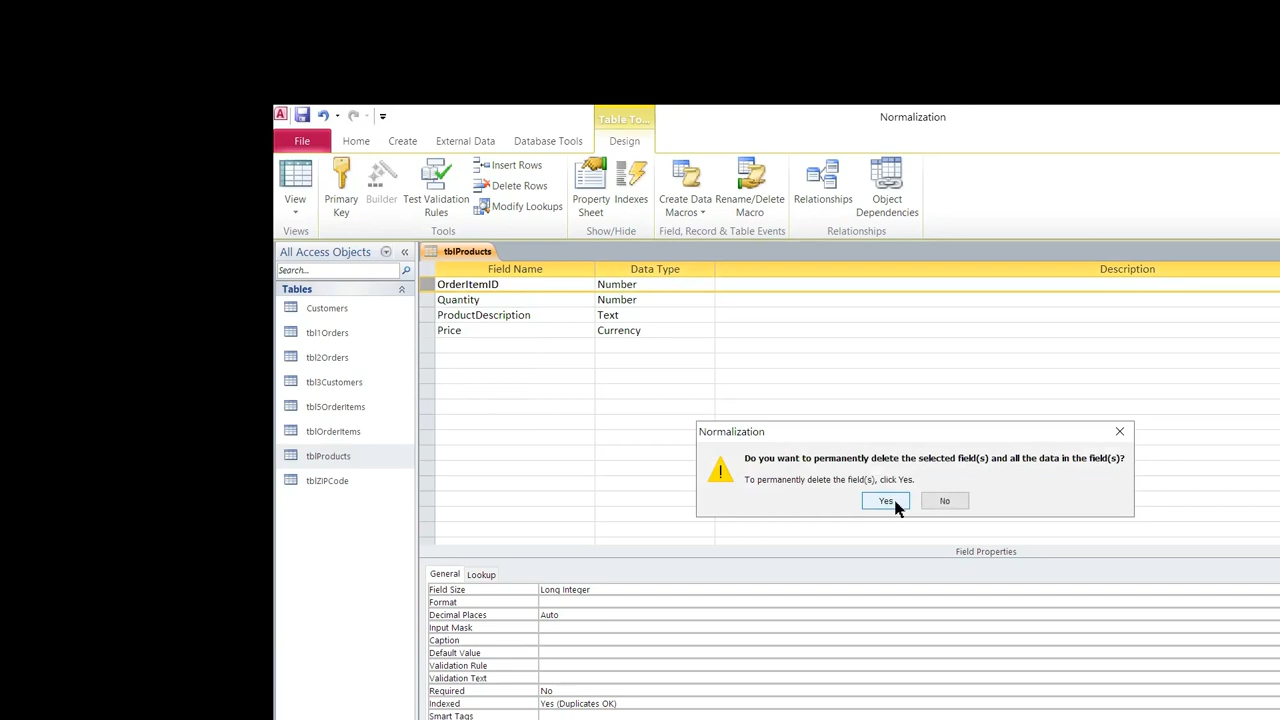 A
Table To...
Normalization
File
Home
Create
External Data
Database Tools
Design
View
Primary Key
Builder
Test Validation Rules
Insert Rows
Delete Rows
Modify Lookups
Property Sheet
Indexes
Create Data Macros
Rename/Delete Macro
Relationships
Object Dependencies
Views
Tools
Show/Hide
Field, Record & Table Events
Relationships
All Access Objects
Search...
Tables
Customers
tbl1Orders
tbl2Orders
tbl3Customers
tbl5OrderItems
tblOrderItems
tblProducts
tblZIPCode
tblProducts
Field Name Data Type Description
OrderItemID Number
Quantity Number
ProductDescription Text
Price Currency
Normalization
Do you want to permanently delete the selected field(s) and all the data in the field(s)?
To permanently delete the field(s), click Yes.
Yes No
Field Properties
General Lookup
Field Size Long Integer
Format
Decimal Places Auto
Input Mask
Caption
Default Value
Validation Rule
Validation Text
Required No
Indexed Yes (Duplicates OK)
Smart Tags